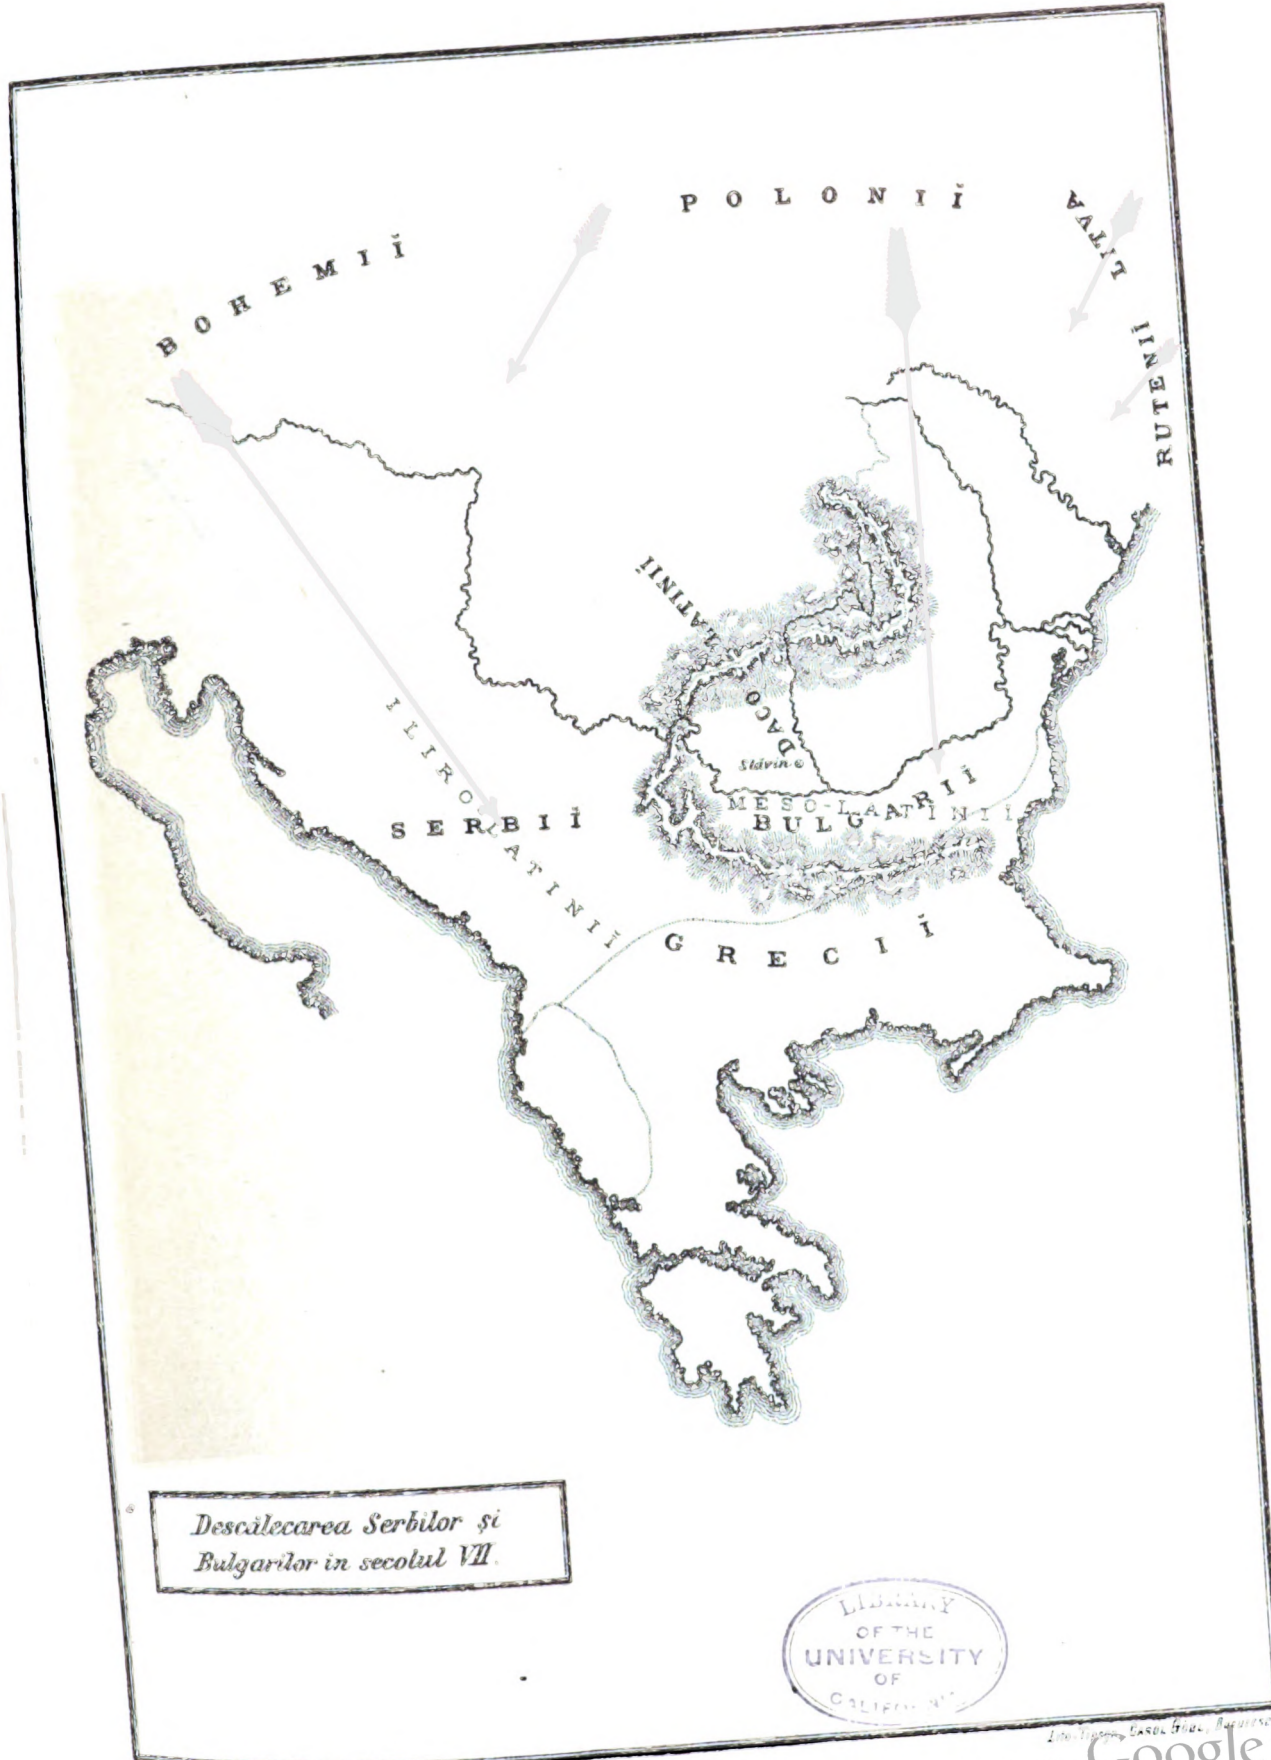 POLONIĬ
LITVA
BOHEMIĬ
RUTENIĬ
DACO LATINIĬ
Slăvin
ILIRO LATINIĬ
SERBIĬ
MESO-LATINIĬ
BULGARIĬ
GRECIĬ
Descălecarea Serbilor și
Bulgarilor in secolul VII.
LIBRARY
OF THE
UNIVERSITY
OF
CALIFORNIA
Google